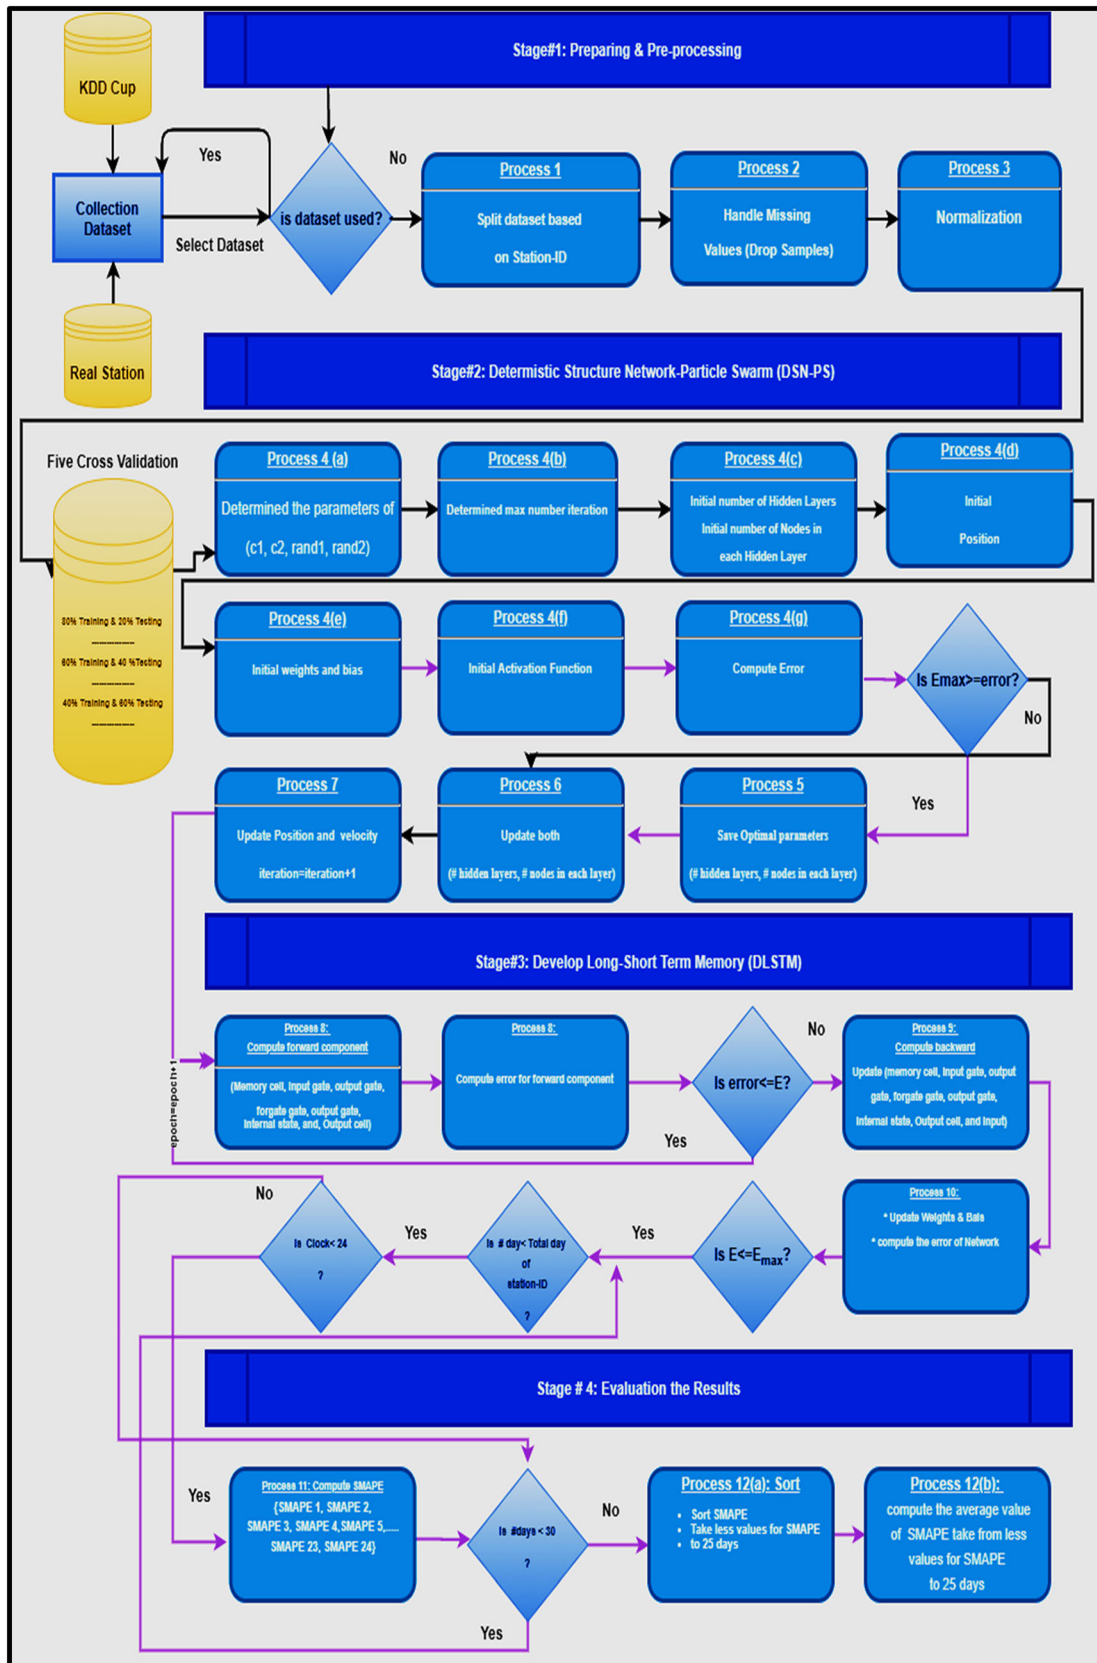 Stage#1: Preparing & Pre-processing
KDD Cup
Yes
No
Collection
Dataset
Select Dataset
is dataset used?
Process 1
Split dataset based
on Station-ID
Process 2
Handle Missing
Values (Drop Samples)
Process 3
Normalization
Real Station
Stage#2: Determistic Structure Network-Particle Swarm (DSN-PS)
Five Cross Validation
80% Training & 20% Testing
----------------
60% Training & 40 %Testing
----------------
40% Training & 60% Testing
----------------
Process 4 (a)
Determined the parameters of
(c1, c2, rand1, rand2)
Process 4(b)
Determined max number iteration
Process 4(c)
Initial number of Hidden Layers
Initial number of Nodes in
each Hidden Layer
Process 4(d)
Initial
Position
Process 4(e)
Initial weights and bias
Process 4(f)
Initial Activation Function
Process 4(g)
Compute Error
Is Emax>=error?
No
Yes
Process 7
Update Position and velocity
iteration=iteration+1
Process 6
Update both
(# hidden layers, # nodes in each layer)
Process 5
Save Optimal parameters
(# hidden layers, # nodes in each layer)
Stage#3: Develop Long-Short Term Memory (DLSTM)
epoch=epoch+1
Process 8:
Compute forward component
(Memory cell, Input gate, output gate,
forgate gate, output gate,
Internal state, and, Output cell)
Process 8:
Compute error for forward component
Is error<=E?
No
Yes
Process 9:
Compute backward
Update (memory cell, Input gate, output
gate, forgate gate, output gate,
Internal state, Output cell, and Input)
Process 10:
* Update Weights & Bais
* compute the error of Network
Is E<=Emax?
Yes
Is # day< Total day
of
station-ID
?
Yes
Is Clock< 24
?
No
Stage # 4: Evaluation the Results
Yes
Process 11: Compute SMAPE
{SMAPE 1, SMAPE 2,
SMAPE 3, SMAPE 4,SMAPE 5,.....
SMAPE 23, SMAPE 24}
Is #days < 30
?
No
Yes
Process 12(a): Sort
• Sort SMAPE
• Take less values for SMAPE
• to 25 days
Process 12(b):
compute the average value
of SMAPE take from less
values for SMAPE
to 25 days